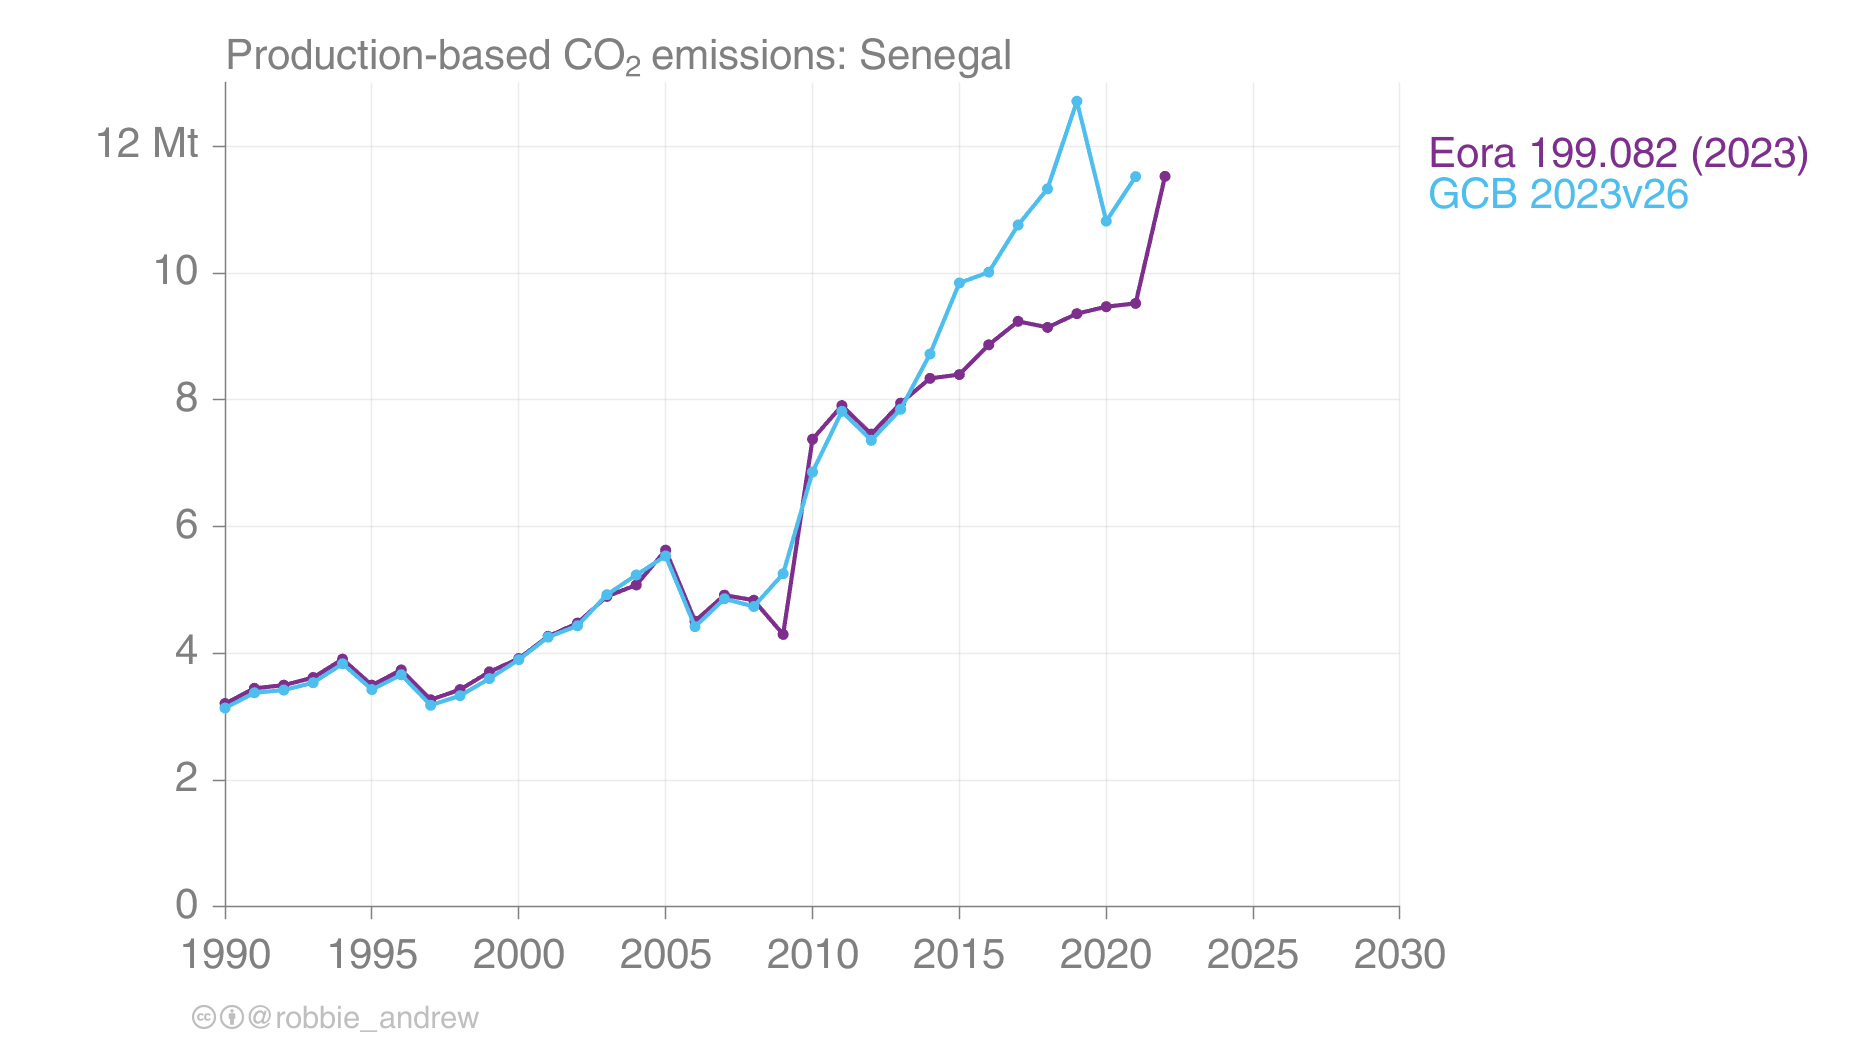 Production-based CO₂ emissions: Senegal
12 Mt
10
8
6
4
2
0
1990 1995 2000 2005 2010 2015 2020 2025 2030
Eora 199.082 (2023)
GCB 2023v26
@robbie_andrew